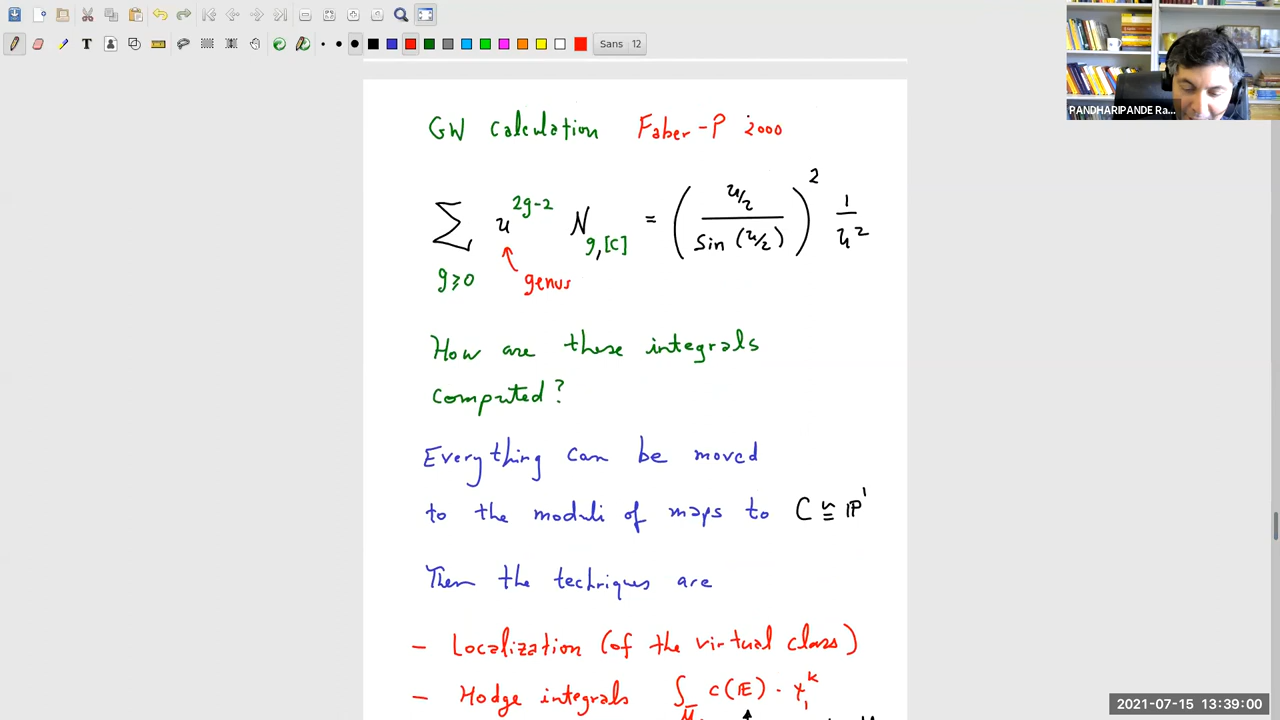 Sans 12
PANDHARIPANDE Ra...
GW Calculation Faber-P 2000
∑_{g≥0} u^{2g-2} N_{g,[C]} = ( (u/2) / sin(u/2) )^2 1/u^2
genus
How are these integrals
computed?
Everything can be moved
to the moduli of maps to C ≅ ℙ^1
Then the techniques are
- Localization (of the virtual class)
- Hodge integrals ∫ c(𝔼) · ψ_1^k
2021-07-15 13:39:00